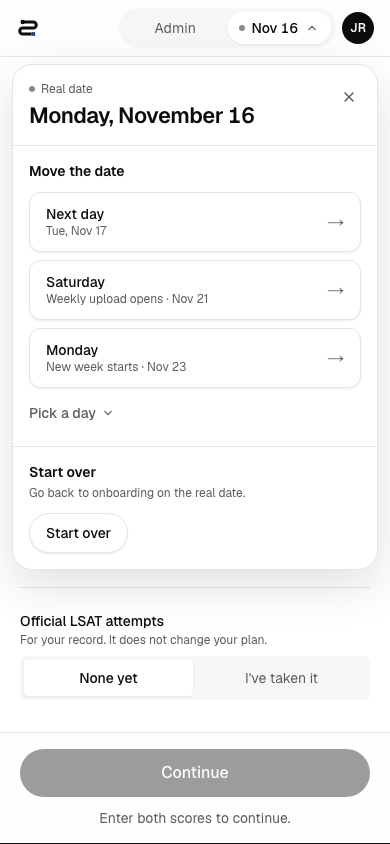 Admin
Nov 16
JR
Real date
Monday, November 16
Move the date
Next day
Tue, Nov 17
Saturday
Weekly upload opens · Nov 21
Monday
New week starts · Nov 23
Pick a day
Start over
Go back to onboarding on the real date.
Start over
Official LSAT attempts
For your record. It does not change your plan.
None yet
I've taken it
Continue
Enter both scores to continue.